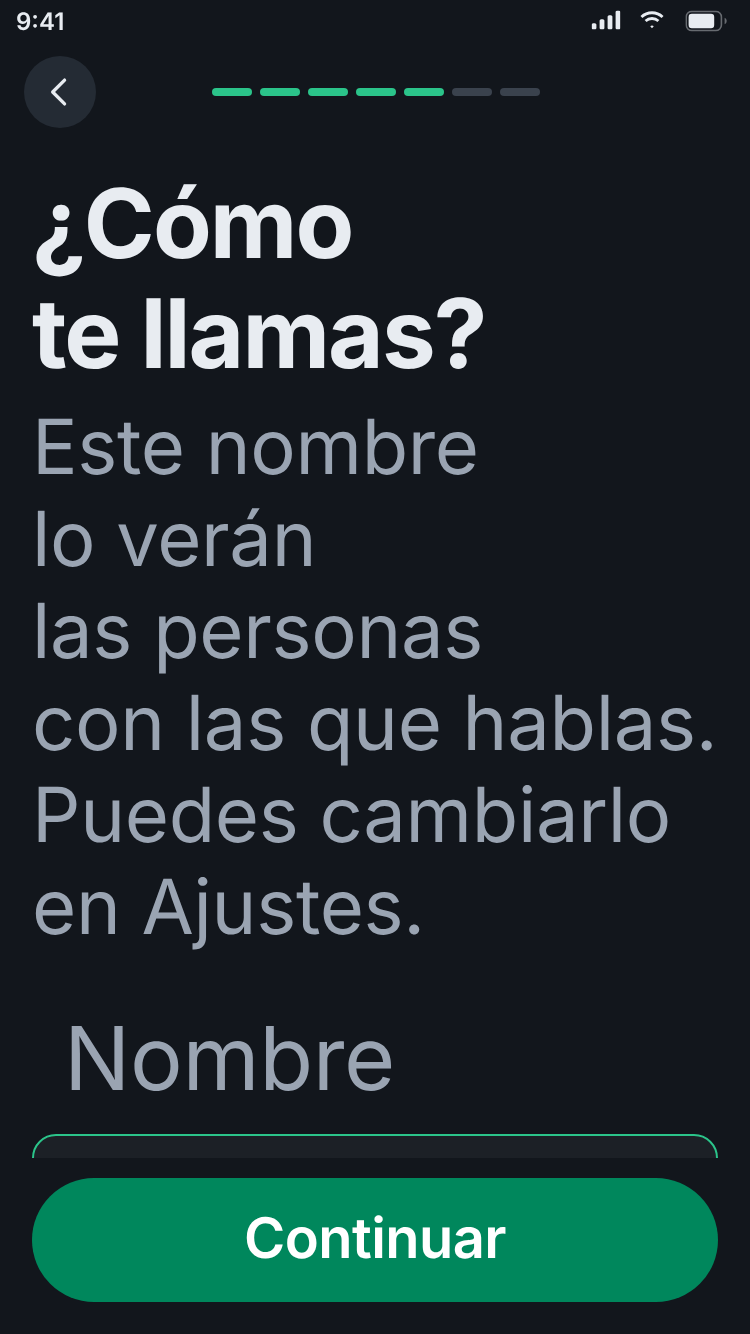 9:41
¿Cómo
te llamas?
Este nombre
lo verán
las personas
con las que hablas.
Puedes cambiarlo
en Ajustes.
Nombre
Continuar